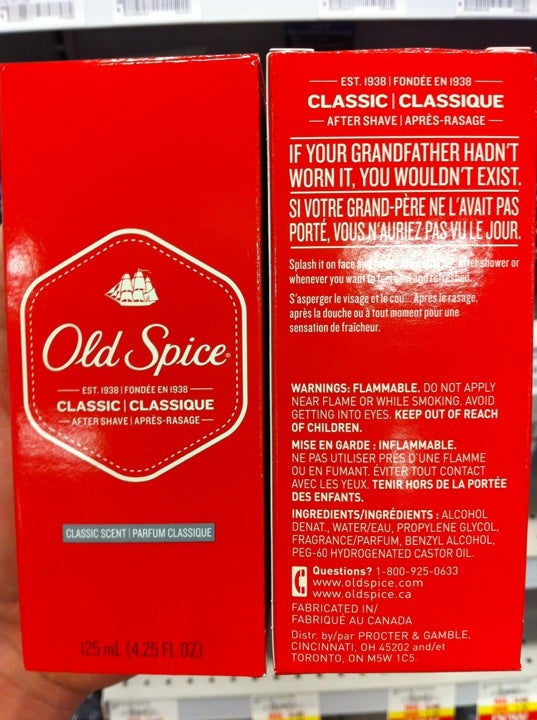 Old Spice
EST. 1938 | FONDÉE EN 1938
CLASSIC | CLASSIQUE
AFTER SHAVE | APRÈS-RASAGE
CLASSIC SCENT | PARFUM CLASSIQUE
125 mL (4.25 FL OZ)
EST. 1938 | FONDÉE EN 1938
CLASSIC | CLASSIQUE
AFTER SHAVE | APRÈS-RASAGE
IF YOUR GRANDFATHER HADN'T
WORN IT, YOU WOULDN'T EXIST.
SI VOTRE GRAND-PÈRE NE L'AVAIT PAS
PORTÉ, VOUS N'AURIEZ PAS VU LE JOUR.
Splash it on face and shower or
whenever you want to feel cool and refreshed.
S'asperger le visage et le cou. Après le rasage,
après la douche ou à tout moment pour une
sensation de fraîcheur.
WARNINGS: FLAMMABLE. DO NOT APPLY
NEAR FLAME OR WHILE SMOKING. AVOID
GETTING INTO EYES. KEEP OUT OF REACH
OF CHILDREN.
MISE EN GARDE : INFLAMMABLE.
NE PAS UTILISER PRÈS D'UNE FLAMME
OU EN FUMANT. ÉVITER TOUT CONTACT
AVEC LES YEUX. TENIR HORS DE LA PORTÉE
DES ENFANTS.
INGREDIENTS/INGRÉDIENTS : ALCOHOL
DENAT., WATER/EAU, PROPYLENE GLYCOL,
FRAGRANCE/PARFUM, BENZYL ALCOHOL,
PEG-60 HYDROGENATED CASTOR OIL.
Questions? 1-800-925-0633
www.oldspice.com
www.oldspice.ca
FABRICATED IN/
FABRIQUÉ AU CANADA
Distr. by/par PROCTER & GAMBLE,
CINCINNATI, OH 45202 and/et
TORONTO, ON M5W 1C5.